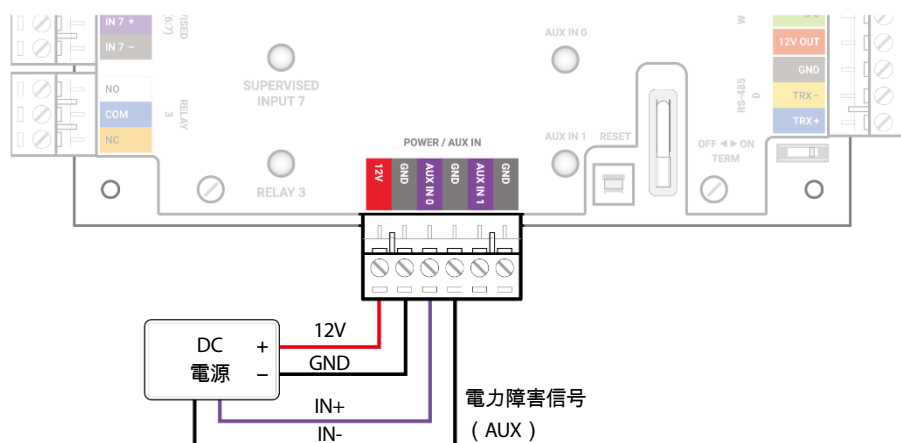 IN 7 +
IN 7 −
SED
6:7)
NO
COM
NC
RELAY
3
SUPERVISED
INPUT 7
RELAY 3
POWER / AUX IN
12V
GND
AUX IN 0
GND
AUX IN 1
GND
AUX IN 0
AUX IN 1
RESET
OFF ◄ ► ON
TERM
W
12V OUT
GND
TRX −
TRX +
RS-485
0
DC
電源
+
−
12V
GND
IN+
IN-
電力障害信号
（ AUX ）